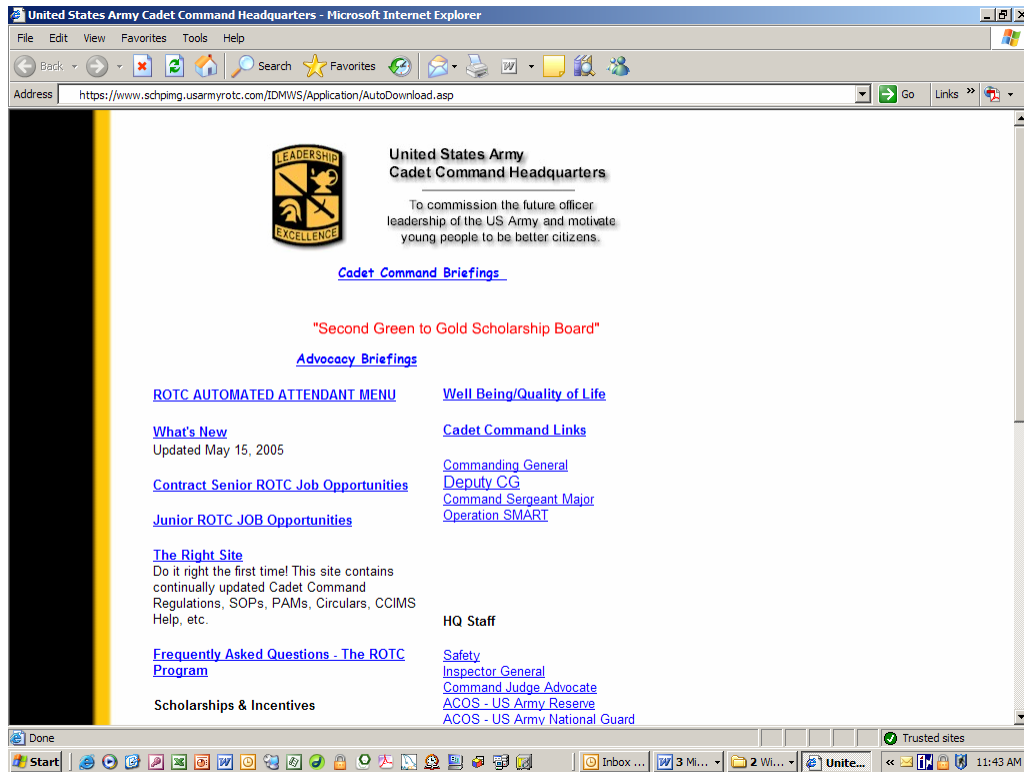 United States Army Cadet Command Headquarters - Microsoft Internet Explorer
File Edit View Favorites Tools Help
Back Search Favorites
Address https://www.schpimg.usarmyrotc.com/IDMWS/Application/AutoDownload.asp Go Links »
LEADERSHIP
EXCELLENCE
United States Army
Cadet Command Headquarters
To commission the future officer
leadership of the US Army and motivate
young people to be better citizens.
Cadet Command Briefings
"Second Green to Gold Scholarship Board"
Advocacy Briefings
ROTC AUTOMATED ATTENDANT MENU
What's New
Updated May 15, 2005
Contract Senior ROTC Job Opportunities
Junior ROTC JOB Opportunities
The Right Site
Do it right the first time! This site contains
continually updated Cadet Command
Regulations, SOPs, PAMs, Circulars, CCIMS
Help, etc.
Frequently Asked Questions - The ROTC
Program
Scholarships & Incentives
Well Being/Quality of Life
Cadet Command Links
Commanding General
Deputy CG
Command Sergeant Major
Operation SMART
HQ Staff
Safety
Inspector General
Command Judge Advocate
ACOS - US Army Reserve
ACOS - US Army National Guard
Done Trusted sites
Start Inbox ... 3 Mi... 2 Wi... Unite... « 11:43 AM